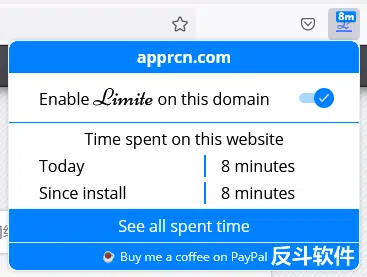 8m
apprcn.com
Enable Limite on this domain
Time spent on this website
Today 8 minutes
Since install 8 minutes
See all spent time
Buy me a coffee on PayPal
反斗软件